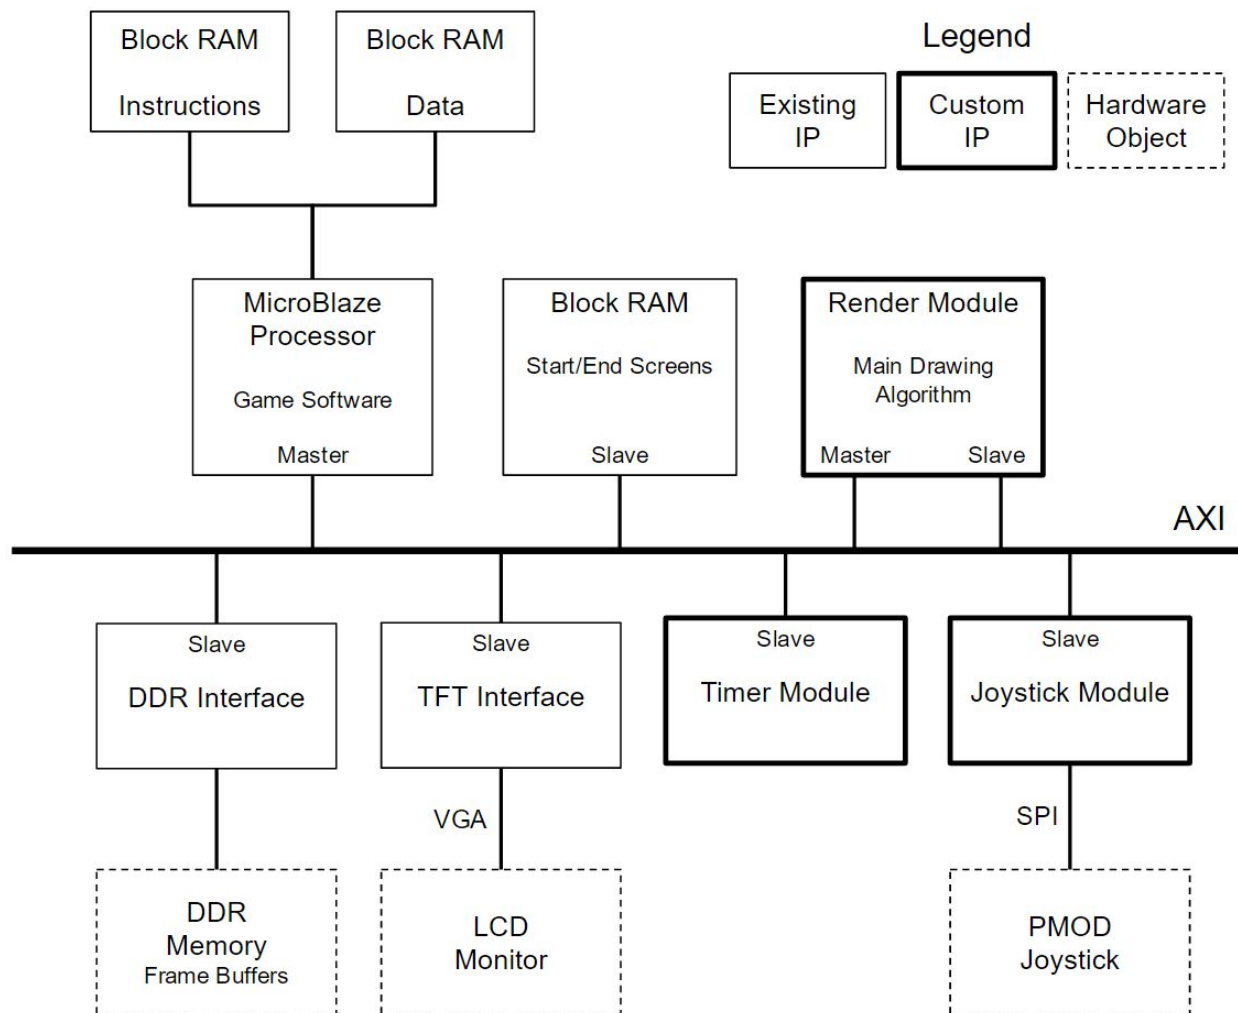 Block RAM
Instructions
Block RAM
Data
Legend
Existing
IP
Custom
IP
Hardware
Object
MicroBlaze
Processor
Game Software
Master
Block RAM
Start/End Screens
Slave
Render Module
Main Drawing
Algorithm
Master
Slave
AXI
Slave
DDR Interface
Slave
TFT Interface
Slave
Timer Module
Slave
Joystick Module
VGA
SPI
DDR
Memory
Frame Buffers
LCD
Monitor
PMOD
Joystick